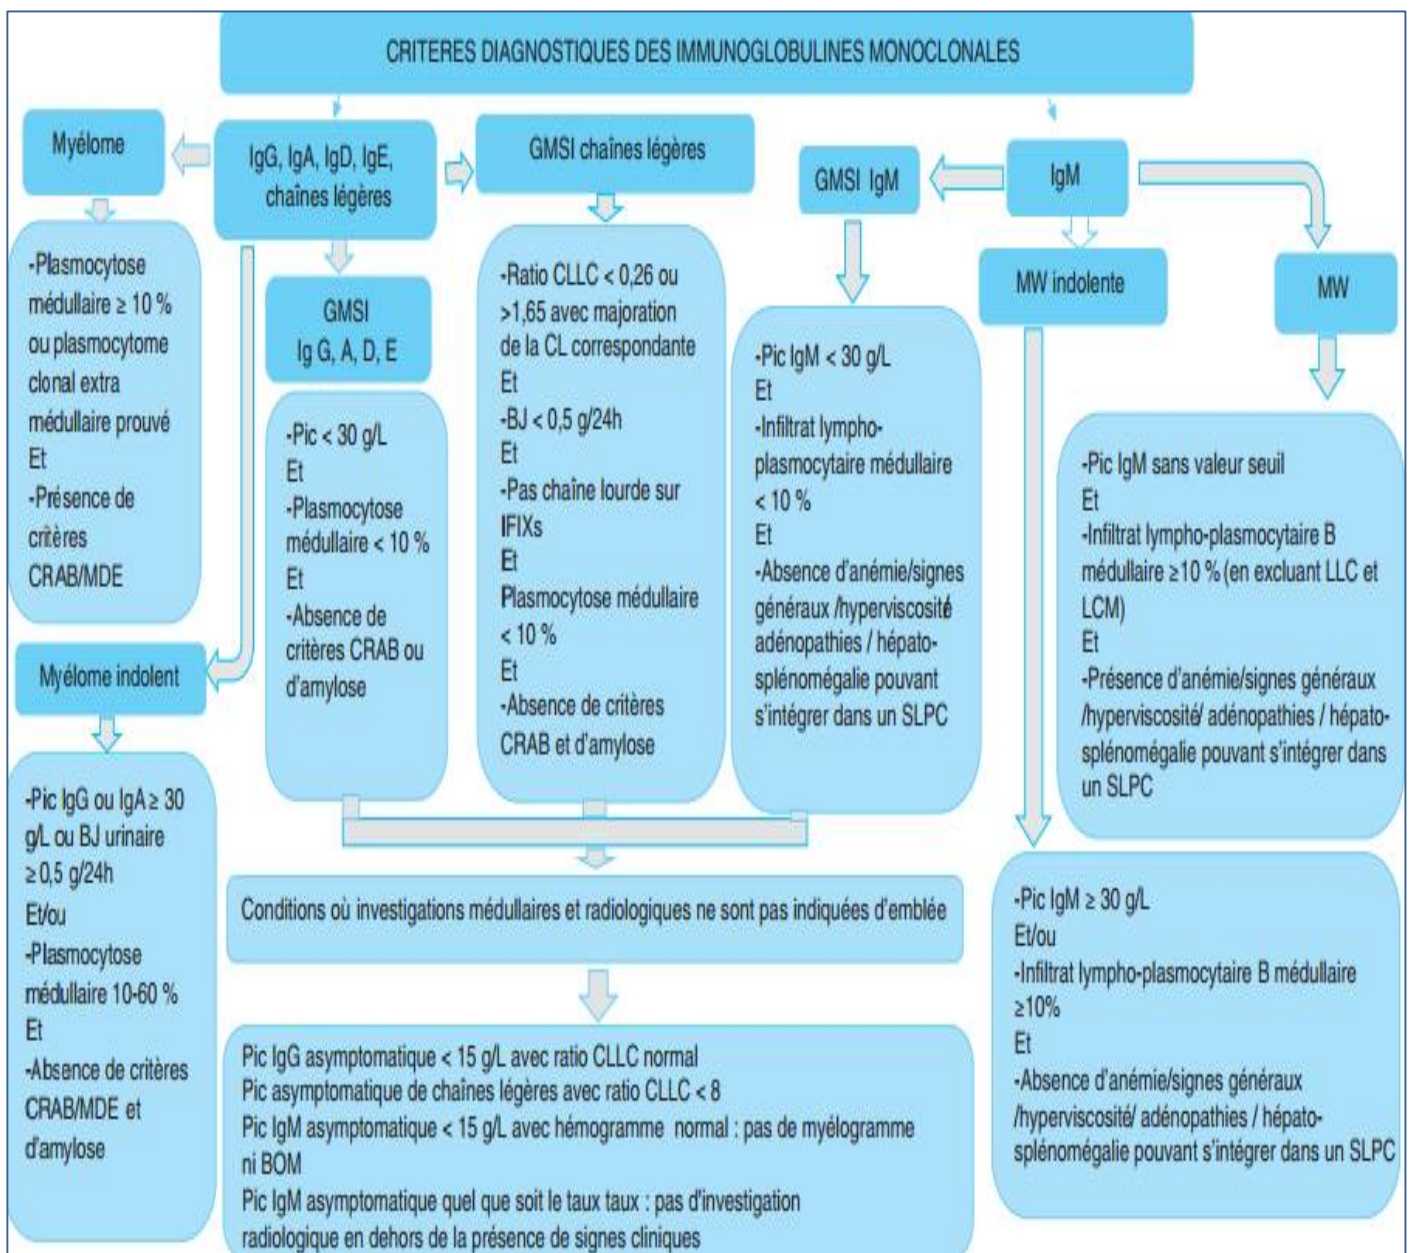 CRITERES DIAGNOSTIQUES DES IMMUNOGLOBULINES MONOCLONALES
Myélome
IgG, IgA, IgD, IgE,
chaînes légères
GMSI chaînes légères
GMSI IgM
IgM
-Plasmocytose
médullaire ≥ 10 %
ou plasmocytome
clonal extra
médullaire prouvé
Et
-Présence de
critères
CRAB/MDE
GMSI
Ig G, A, D, E
-Pic < 30 g/L
Et
-Plasmocytose
médullaire < 10 %
Et
-Absence de
critères CRAB ou
d'amylose
-Ratio CLLC < 0,26 ou
>1,65 avec majoration
de la CL correspondante
Et
-BJ < 0,5 g/24h
Et
-Pas chaîne lourde sur
IFIXs
Et
Plasmocytose médullaire
< 10 %
Et
-Absence de critères
CRAB et d'amylose
-Pic IgM < 30 g/L
Et
-Infiltrat lympho-
plasmocytaire médullaire
< 10 %
Et
-Absence d'anémie/signes
généraux /hyperviscosité/
adénopathies / hépato-
splénomégalie pouvant
s'intégrer dans un SLPC
MW indolente
MW
-Pic IgM sans valeur seuil
Et
-Infiltrat lympho-plasmocytaire B
médullaire ≥10 % (en excluant LLC et
LCM)
Et
-Présence d'anémie/signes généraux
/hyperviscosité/ adénopathies / hépato-
splénomégalie pouvant s'intégrer dans
un SLPC
Myélome indolent
-Pic IgG ou IgA ≥ 30
g/L ou BJ urinaire
≥ 0,5 g/24h
Et/ou
-Plasmocytose
médullaire 10-60 %
Et
-Absence de critères
CRAB/MDE et
d'amylose
Conditions où investigations médullaires et radiologiques ne sont pas indiquées d'emblée
Pic IgG asymptomatique < 15 g/L avec ratio CLLC normal
Pic asymptomatique de chaînes légères avec ratio CLLC < 8
Pic IgM asymptomatique < 15 g/L avec hémogramme normal : pas de myélogramme
ni BOM
Pic IgM asymptomatique quel que soit le taux taux : pas d'investigation
radiologique en dehors de la présence de signes cliniques
-Pic IgM ≥ 30 g/L
Et/ou
-Infiltrat lympho-plasmocytaire B médullaire
≥10%
Et
-Absence d'anémie/signes généraux
/hyperviscosité/ adénopathies / hépato-
splénomégalie pouvant s'intégrer dans un SLPC